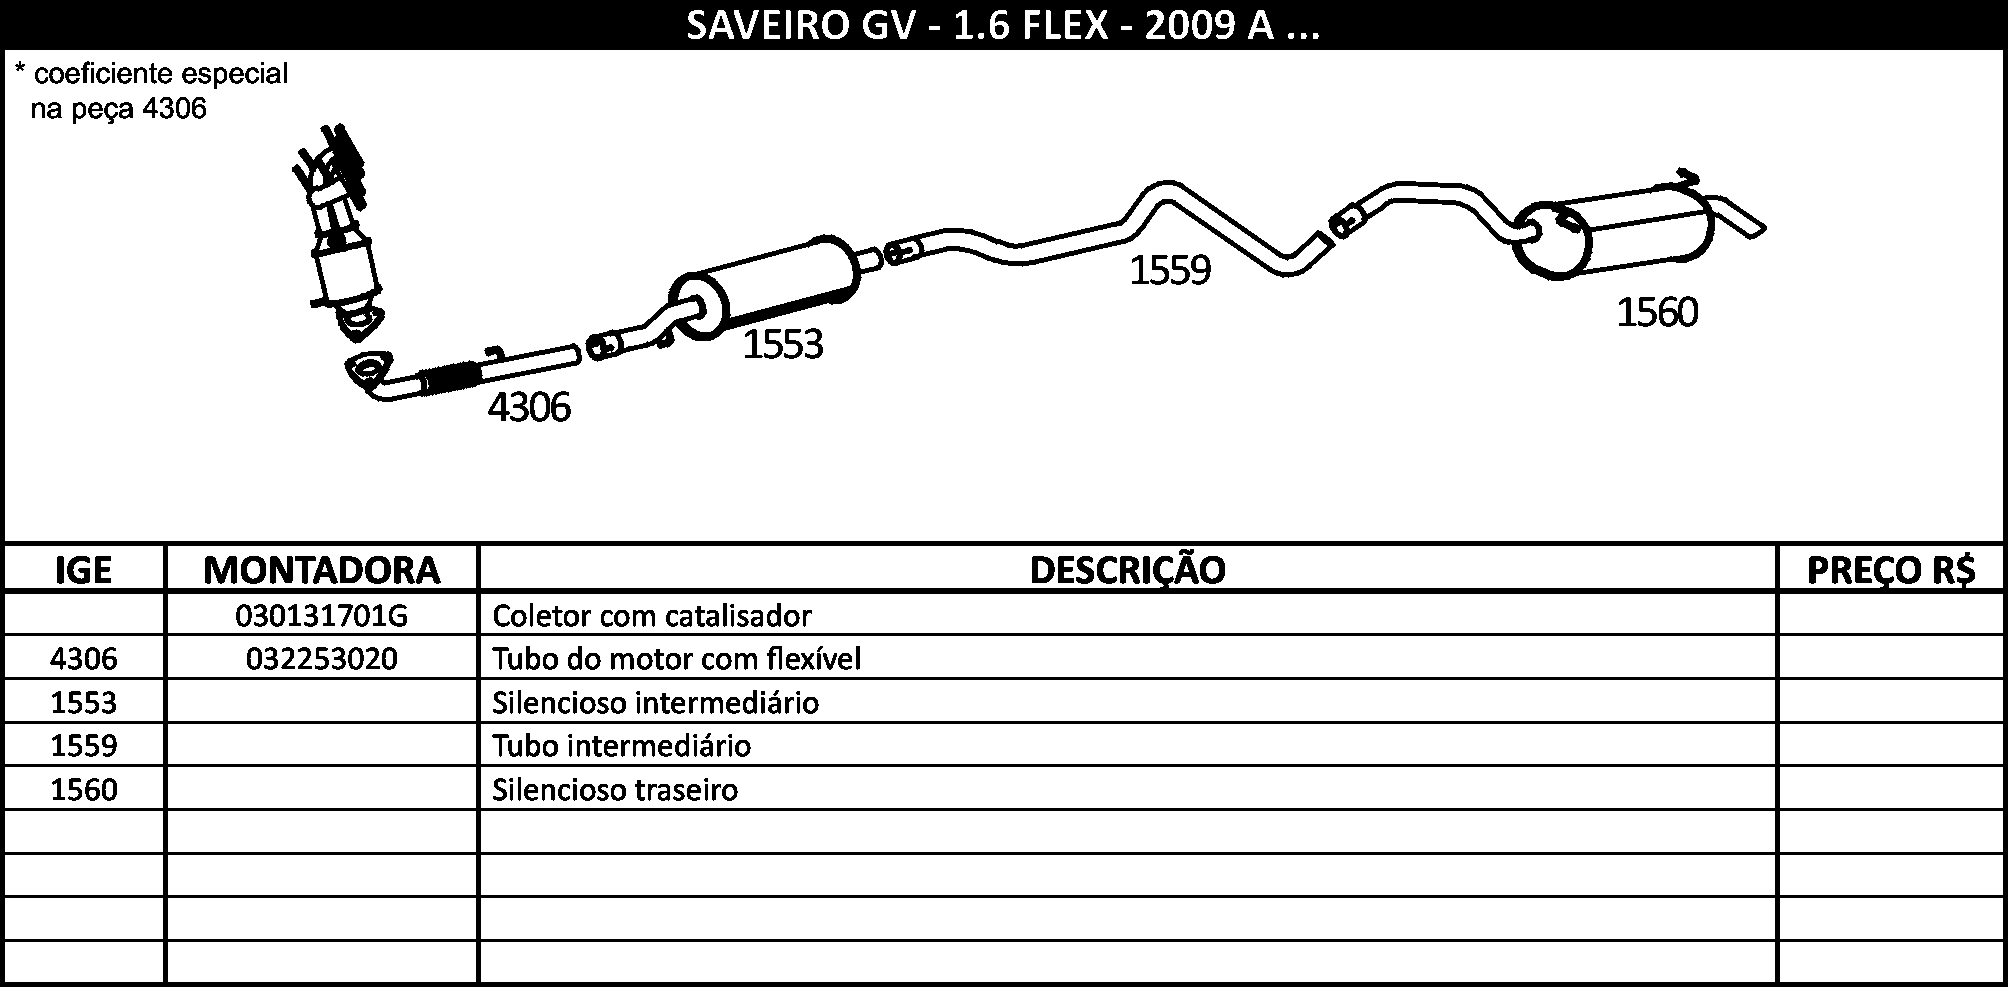 SAVEIRO GV - 1.6 FLEX - 2009 A ...
* coeficiente especial
na peça 4306
1559
1560
1553
4306
IGE MONTADORA DESCRIÇÃO PREÇO R$
030131701G Coletor com catalisador
4306 032253020 Tubo do motor com flexível
1553 Silencioso intermediário
1559 Tubo intermediário
1560 Silencioso traseiro